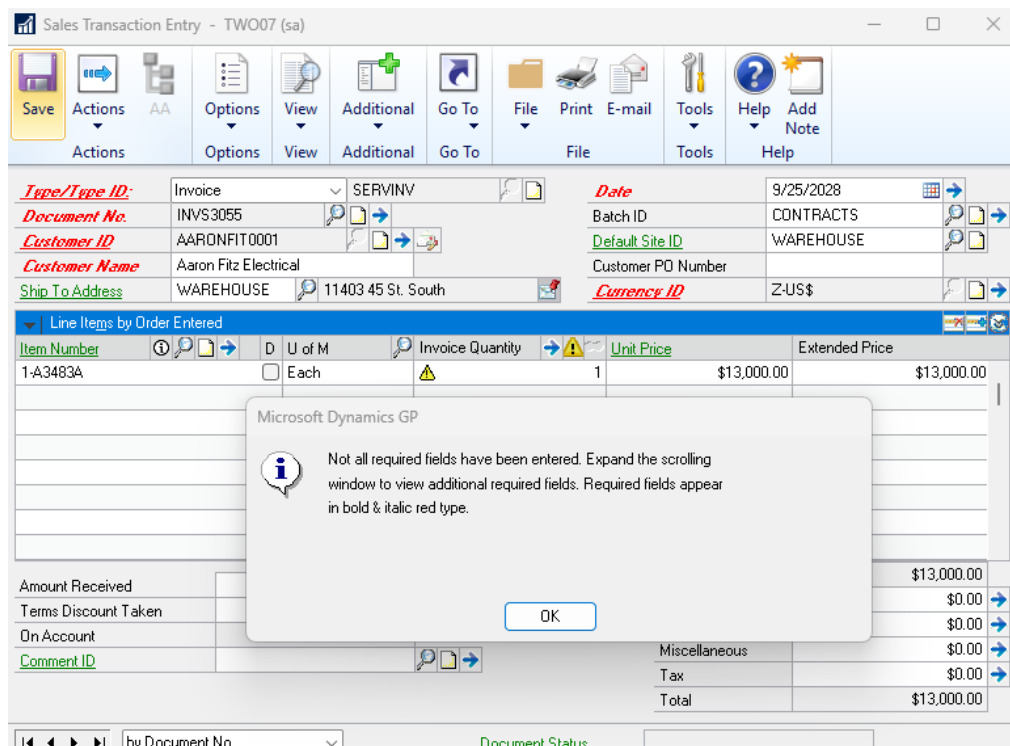 Sales Transaction Entry - TWO07 (sa)
Save Actions AA Options View Additional Go To File Print E-mail Tools Help Add Note
Actions Options View Additional Go To File Tools Help
Type/Type ID: Invoice SERVINV Date 9/25/2028
Document No. INVS3055 Batch ID CONTRACTS
Customer ID AARONFIT0001 Default Site ID WAREHOUSE
Customer Name Aaron Fitz Electrical Customer PO Number
Ship To Address WAREHOUSE 11403 45 St. South Currency ID Z-US$
Line Items by Order Entered
Item Number D U of M Invoice Quantity Unit Price Extended Price
1-A3483A Each 1 $13,000.00 $13,000.00
Microsoft Dynamics GP
Not all required fields have been entered. Expand the scrolling
window to view additional required fields. Required fields appear
in bold & italic red type.
OK
$13,000.00
Amount Received $0.00
Terms Discount Taken $0.00
On Account Miscellaneous $0.00
Comment ID Tax $0.00
Total $13,000.00
by Document No. Document Status